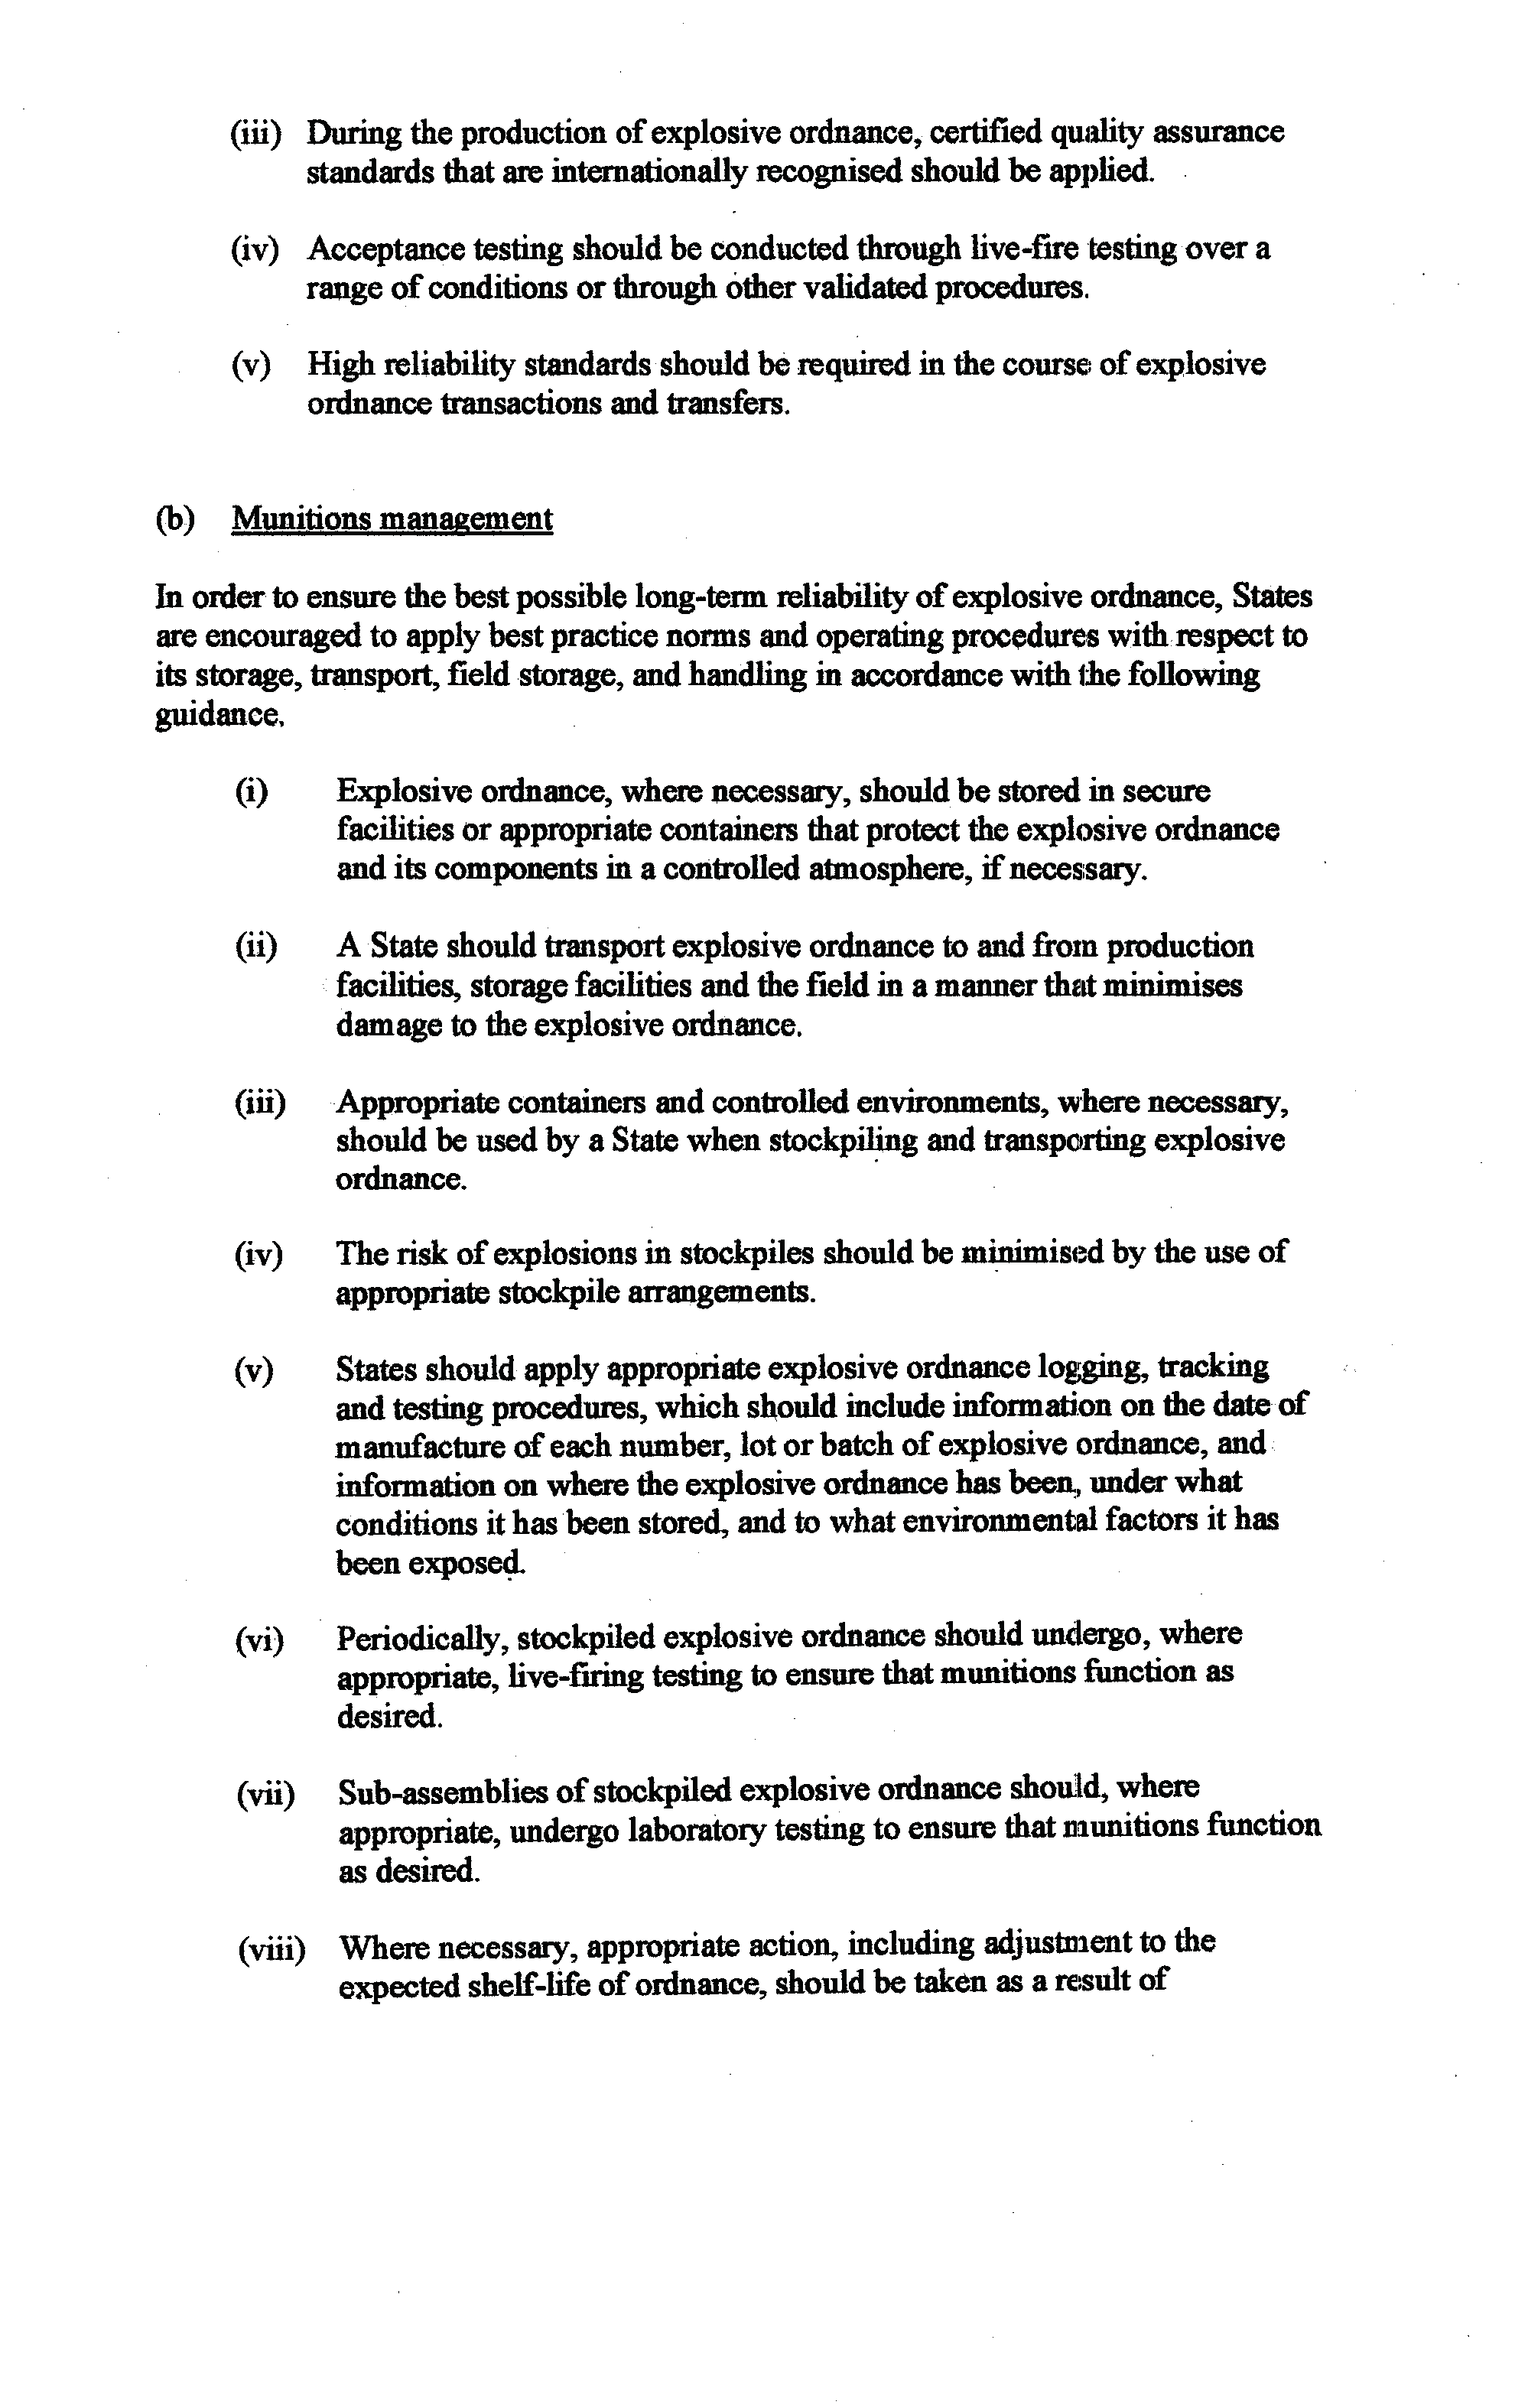 (iii) During the production of explosive ordnance, certified quality assurance
standards that are internationally recognised should be applied.
(iv) Acceptance testing should be conducted through live-fire testing over a
range of conditions or through other validated procedures.
(v) High reliability standards should be required in the course of explosive
ordnance transactions and transfers.
(b) Munitions management
In order to ensure the best possible long-term reliability of explosive ordnance, States
are encouraged to apply best practice norms and operating procedures with respect to
its storage, transport, field storage, and handling in accordance with the following
guidance.
(i) Explosive ordnance, where necessary, should be stored in secure
facilities or appropriate containers that protect the explosive ordnance
and its components in a controlled atmosphere, if necessary.
(ii) A State should transport explosive ordnance to and from production
facilities, storage facilities and the field in a manner that minimises
damage to the explosive ordnance.
(iii) Appropriate containers and controlled environments, where necessary,
should be used by a State when stockpiling and transporting explosive
ordnance.
(iv) The risk of explosions in stockpiles should be minimised by the use of
appropriate stockpile arrangements.
(v) States should apply appropriate explosive ordnance logging, tracking
and testing procedures, which should include information on the date of
manufacture of each number, lot or batch of explosive ordnance, and
information on where the explosive ordnance has been, under what
conditions it has been stored, and to what environmental factors it has
been exposed.
(vi) Periodically, stockpiled explosive ordnance should undergo, where
appropriate, live-firing testing to ensure that munitions function as
desired.
(vii) Sub-assemblies of stockpiled explosive ordnance should, where
appropriate, undergo laboratory testing to ensure that munitions function
as desired.
(viii) Where necessary, appropriate action, including adjustment to the
expected shelf-life of ordnance, should be taken as a result of